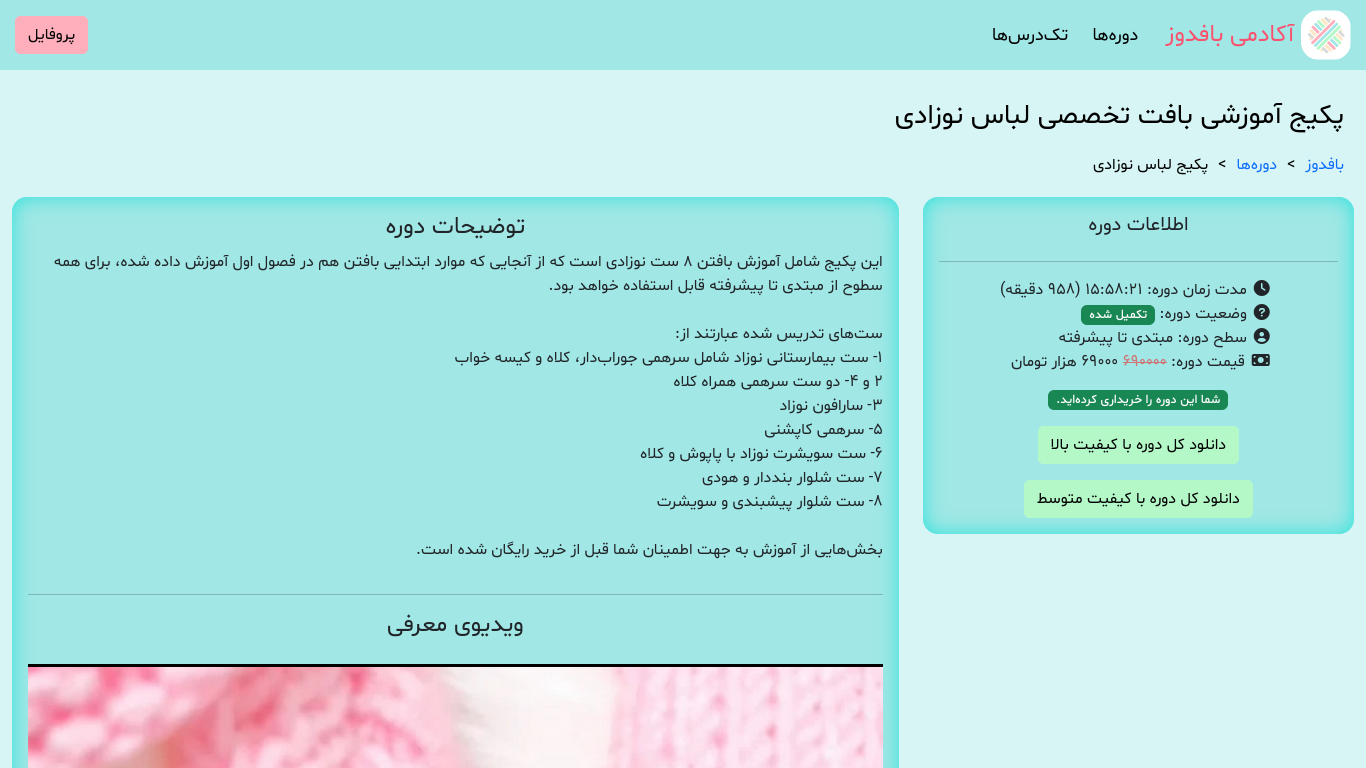 آکادمی بافدوز
دوره‌ها
تک‌درس‌ها
پروفایل
پکیج آموزشی بافت تخصصی لباس نوزادی
بافدوز > دوره‌ها > پکیج لباس نوزادی
اطلاعات دوره
مدت زمان دوره: ۱۵:۵۸:۲۱ (۹۵۸ دقیقه)
وضعیت دوره: تکمیل شده
سطح دوره: مبتدی تا پیشرفته
قیمت دوره: ۶۹۰۰۰۰ ۶۹۰۰۰ هزار تومان
شما این دوره را خریداری کرده‌اید.
دانلود کل دوره با کیفیت بالا
دانلود کل دوره با کیفیت متوسط
توضیحات دوره
این پکیج شامل آموزش بافتن ۸ ست نوزادی است که از آنجایی که موارد ابتدایی بافتن هم در فصول اول آموزش داده شده، برای همه
سطوح از مبتدی تا پیشرفته قابل استفاده خواهد بود.
ست‌های تدریس شده عبارتند از:
۱- ست بیمارستانی نوزاد شامل سرهمی جوراب‌دار، کلاه و کیسه خواب
۲ و ۴- دو ست سرهمی همراه کلاه
۳- سارافون نوزاد
۵- سرهمی کاپشنی
۶- ست سویشرت نوزاد با پاپوش و کلاه
۷- ست شلوار بنددار و هودی
۸- ست شلوار پیشبندی و سویشرت
بخش‌هایی از آموزش به جهت اطمینان شما قبل از خرید رایگان شده است.
ویدیوی معرفی